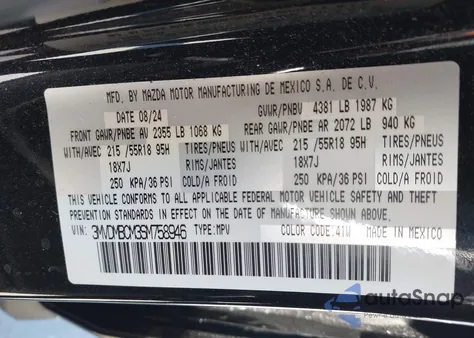 MFD. BY MAZDA MOTOR MANUFACTURING DE MEXICO S.A. DE C.V.
DATE 08/24 GVWR/PNBV 4381 LB 1987 KG
FRONT GAWR/PNBE AV 2355 LB 1068 KG REAR GAWR/PNBE AR 2072 LB 940 KG
WITH/AVEC 215 /55R18 95H TIRES/PNEUS WITH/AVEC 215 /55R18 95H TIRES/PNEUS
18X7J RIMS/JANTES 18X7J RIMS/JANTES
250 KPA/36 PSI COLD/A FROID 250 KPA/36 PSI COLD/A FROID
THIS VEHICLE CONFORMS TO ALL APPLICABLE FEDERAL MOTOR VEHICLE SAFETY AND THEFT
PREVENTION STANDARDS IN EFFECT ON THE DATE OF MANUFACTURE SHOWN ABOVE.
3MVDMBCM3SM758946 TYPE:MPV COLOR CODE:41W MADE IN MEXICO
autoSnap